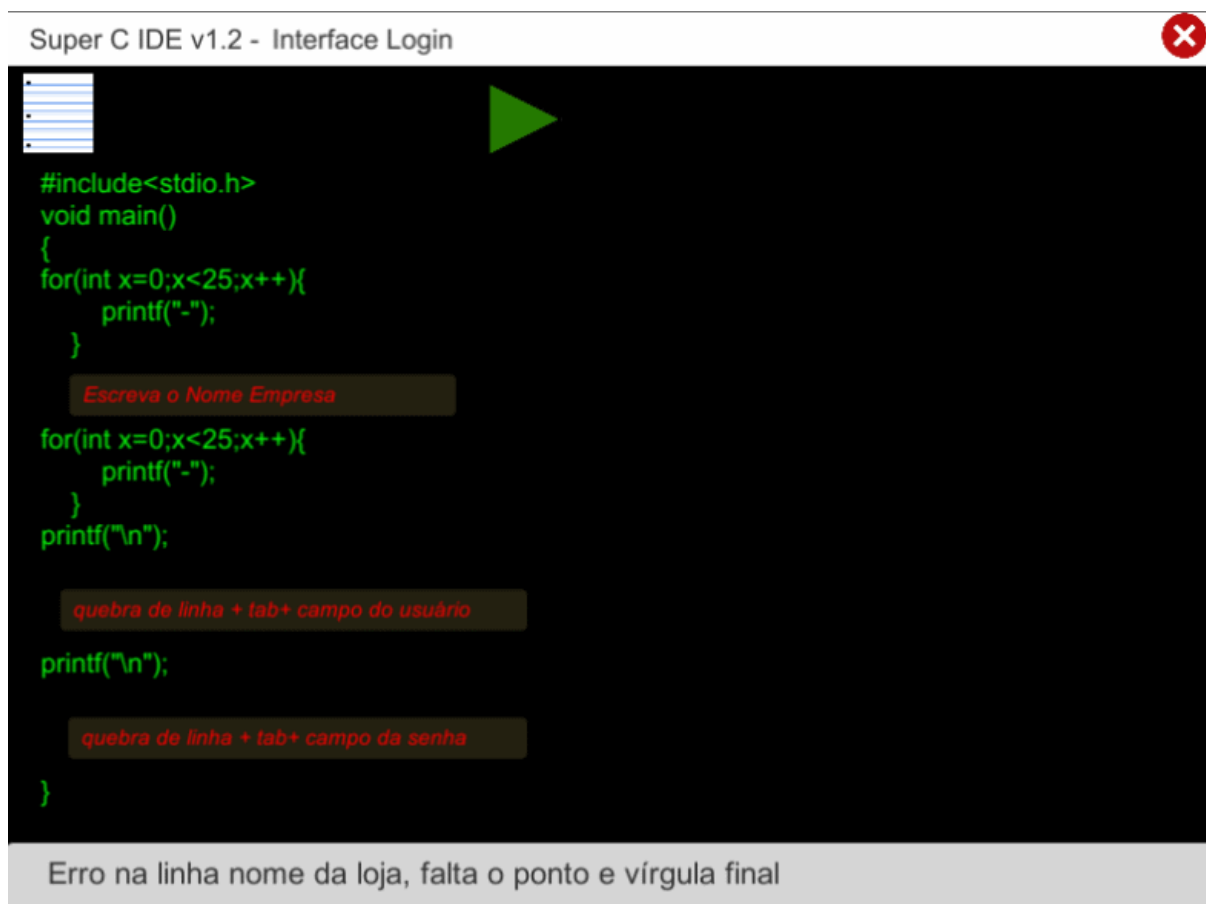 Super C IDE v1.2 - Interface Login
#include<stdio.h>
void main()
{
for(int x=0;x<25;x++){
printf("-");
}
Escreva o Nome Empresa
for(int x=0;x<25;x++){
printf("-");
}
printf("\n");
quebra de linha + tab+ campo do usuário
printf("\n");
quebra de linha + tab+ campo da senha
}
Erro na linha nome da loja, falta o ponto e vírgula final